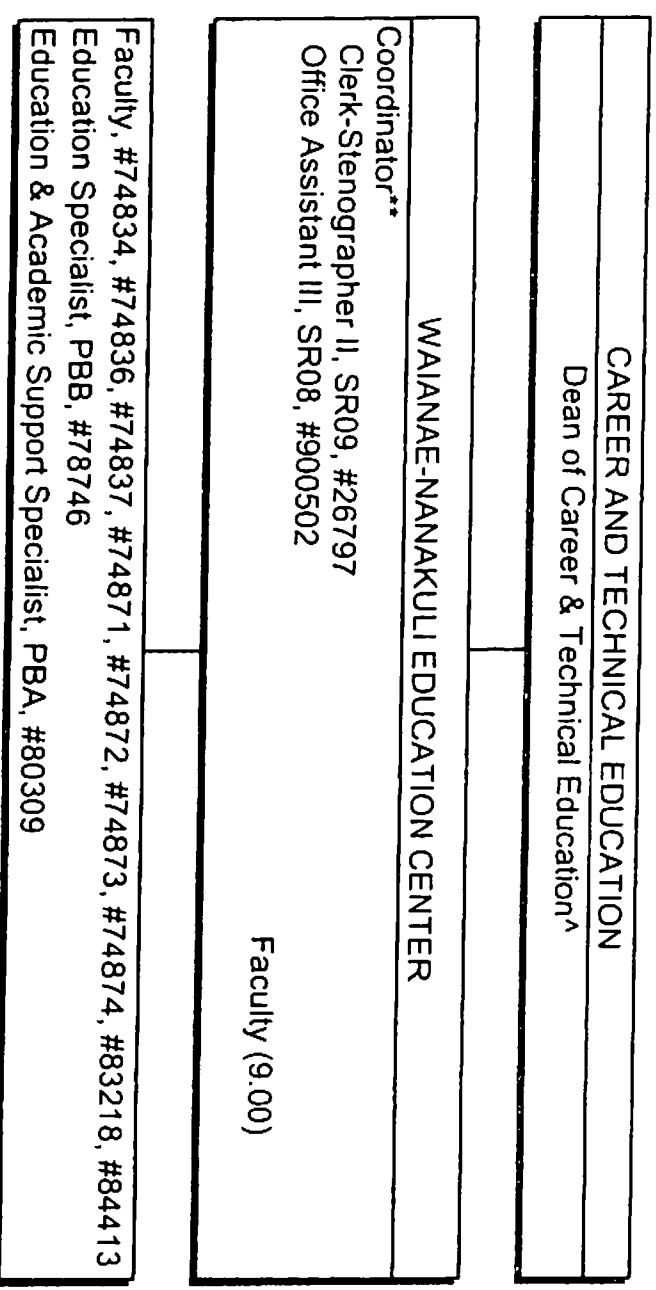 CAREER AND TECHNICAL EDUCATION
Dean of Career & Technical Education^
WAIANAE-NANAKULI EDUCATION CENTER
Coordinator**
Clerk-Stenographer II, SR09, #26797
Office Assistant III, SR08, #900502
Faculty (9.00)
Faculty, #74834, #74836, #74837, #74871, #74872, #74873, #74874, #83218, #84413
Education Specialist, PBB, #78746
Education & Academic Support Specialist, PBA, #80309